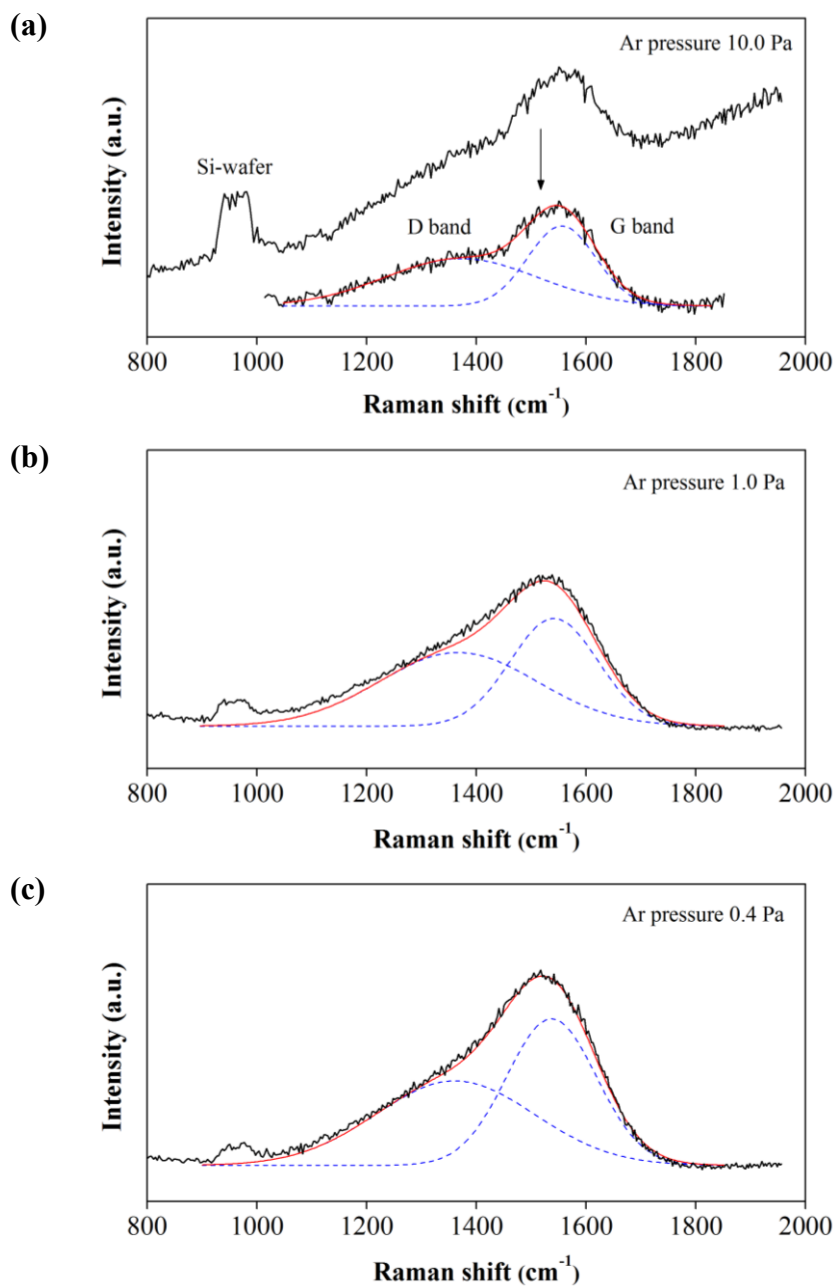 (a)
Ar pressure 10.0 Pa
Si-wafer
D band
G band
Intensity (a.u.)
800 1000 1200 1400 1600 1800 2000
Raman shift (cm⁻¹)
(b)
Ar pressure 1.0 Pa
Intensity (a.u.)
800 1000 1200 1400 1600 1800 2000
Raman shift (cm⁻¹)
(c)
Ar pressure 0.4 Pa
Intensity (a.u.)
800 1000 1200 1400 1600 1800 2000
Raman shift (cm⁻¹)